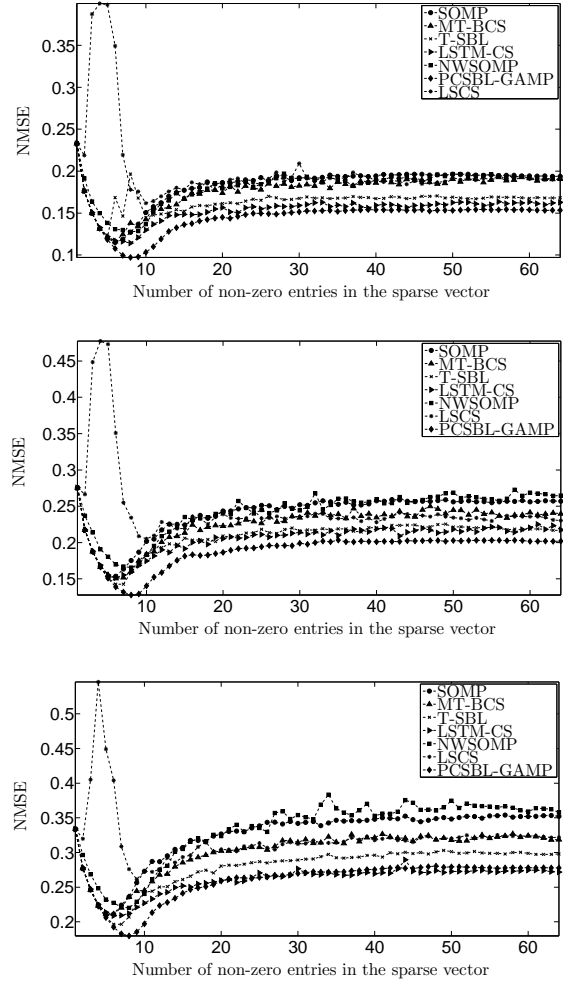 0.35
0.3
0.25
0.2
0.15
0.1
NMSE
10 20 30 40 50 60
Number of non-zero entries in the sparse vector
SOMP
MT-BCS
T-SBL
LSTM-CS
NWSOMP
PCSBL-GAMP
LSCS
0.45
0.4
0.35
0.3
0.25
0.2
0.15
NMSE
10 20 30 40 50 60
Number of non-zero entries in the sparse vector
SOMP
MT-BCS
T-SBL
LSTM-CS
NWSOMP
LSCS
PCSBL-GAMP
0.5
0.45
0.4
0.35
0.3
0.25
0.2
NMSE
10 20 30 40 50 60
Number of non-zero entries in the sparse vector
SOMP
MT-BCS
T-SBL
LSTM-CS
NWSOMP
LSCS
PCSBL-GAMP